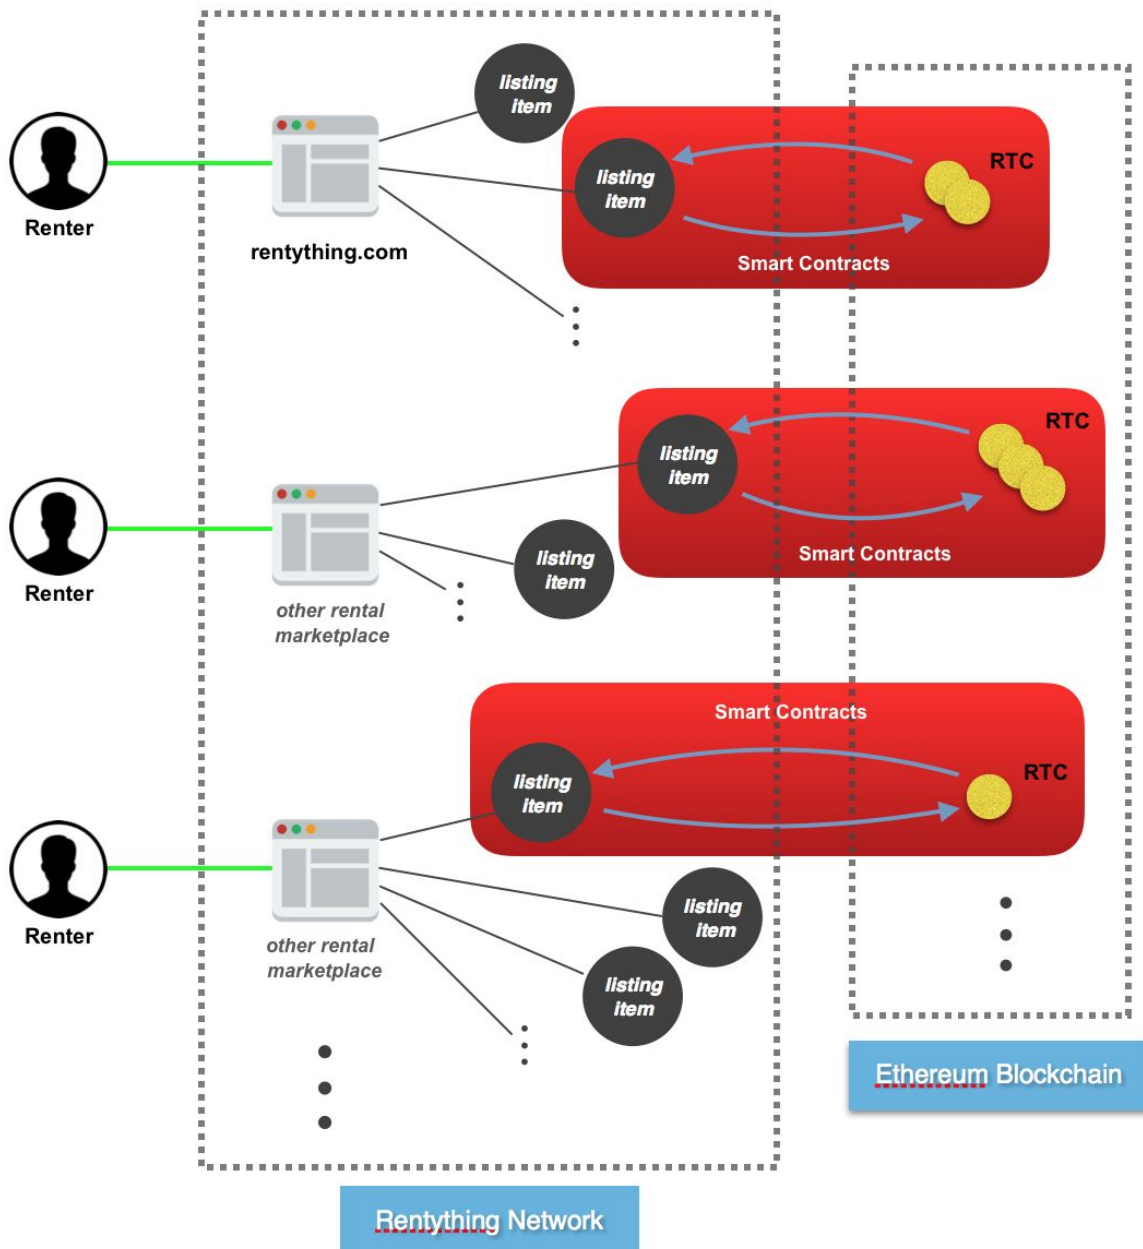 listing
item
RTC
listing
item
Renter
rentything.com
Smart Contracts
RTC
listing
item
Smart Contracts
listing
item
Renter
other rental
marketplace
Smart Contracts
RTC
listing
item
listing
item
Renter
other rental
marketplace
listing
item
Ethereum Blockchain
Rentything Network